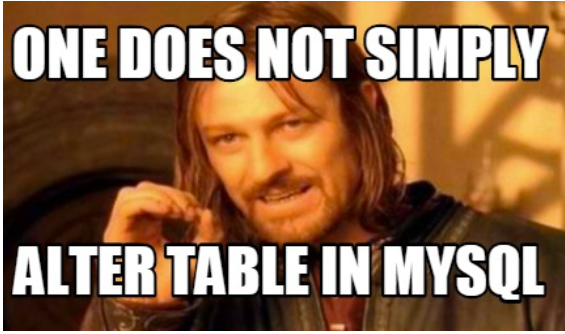 ONE DOES NOT SIMPLY
ALTER TABLE IN MYSQL